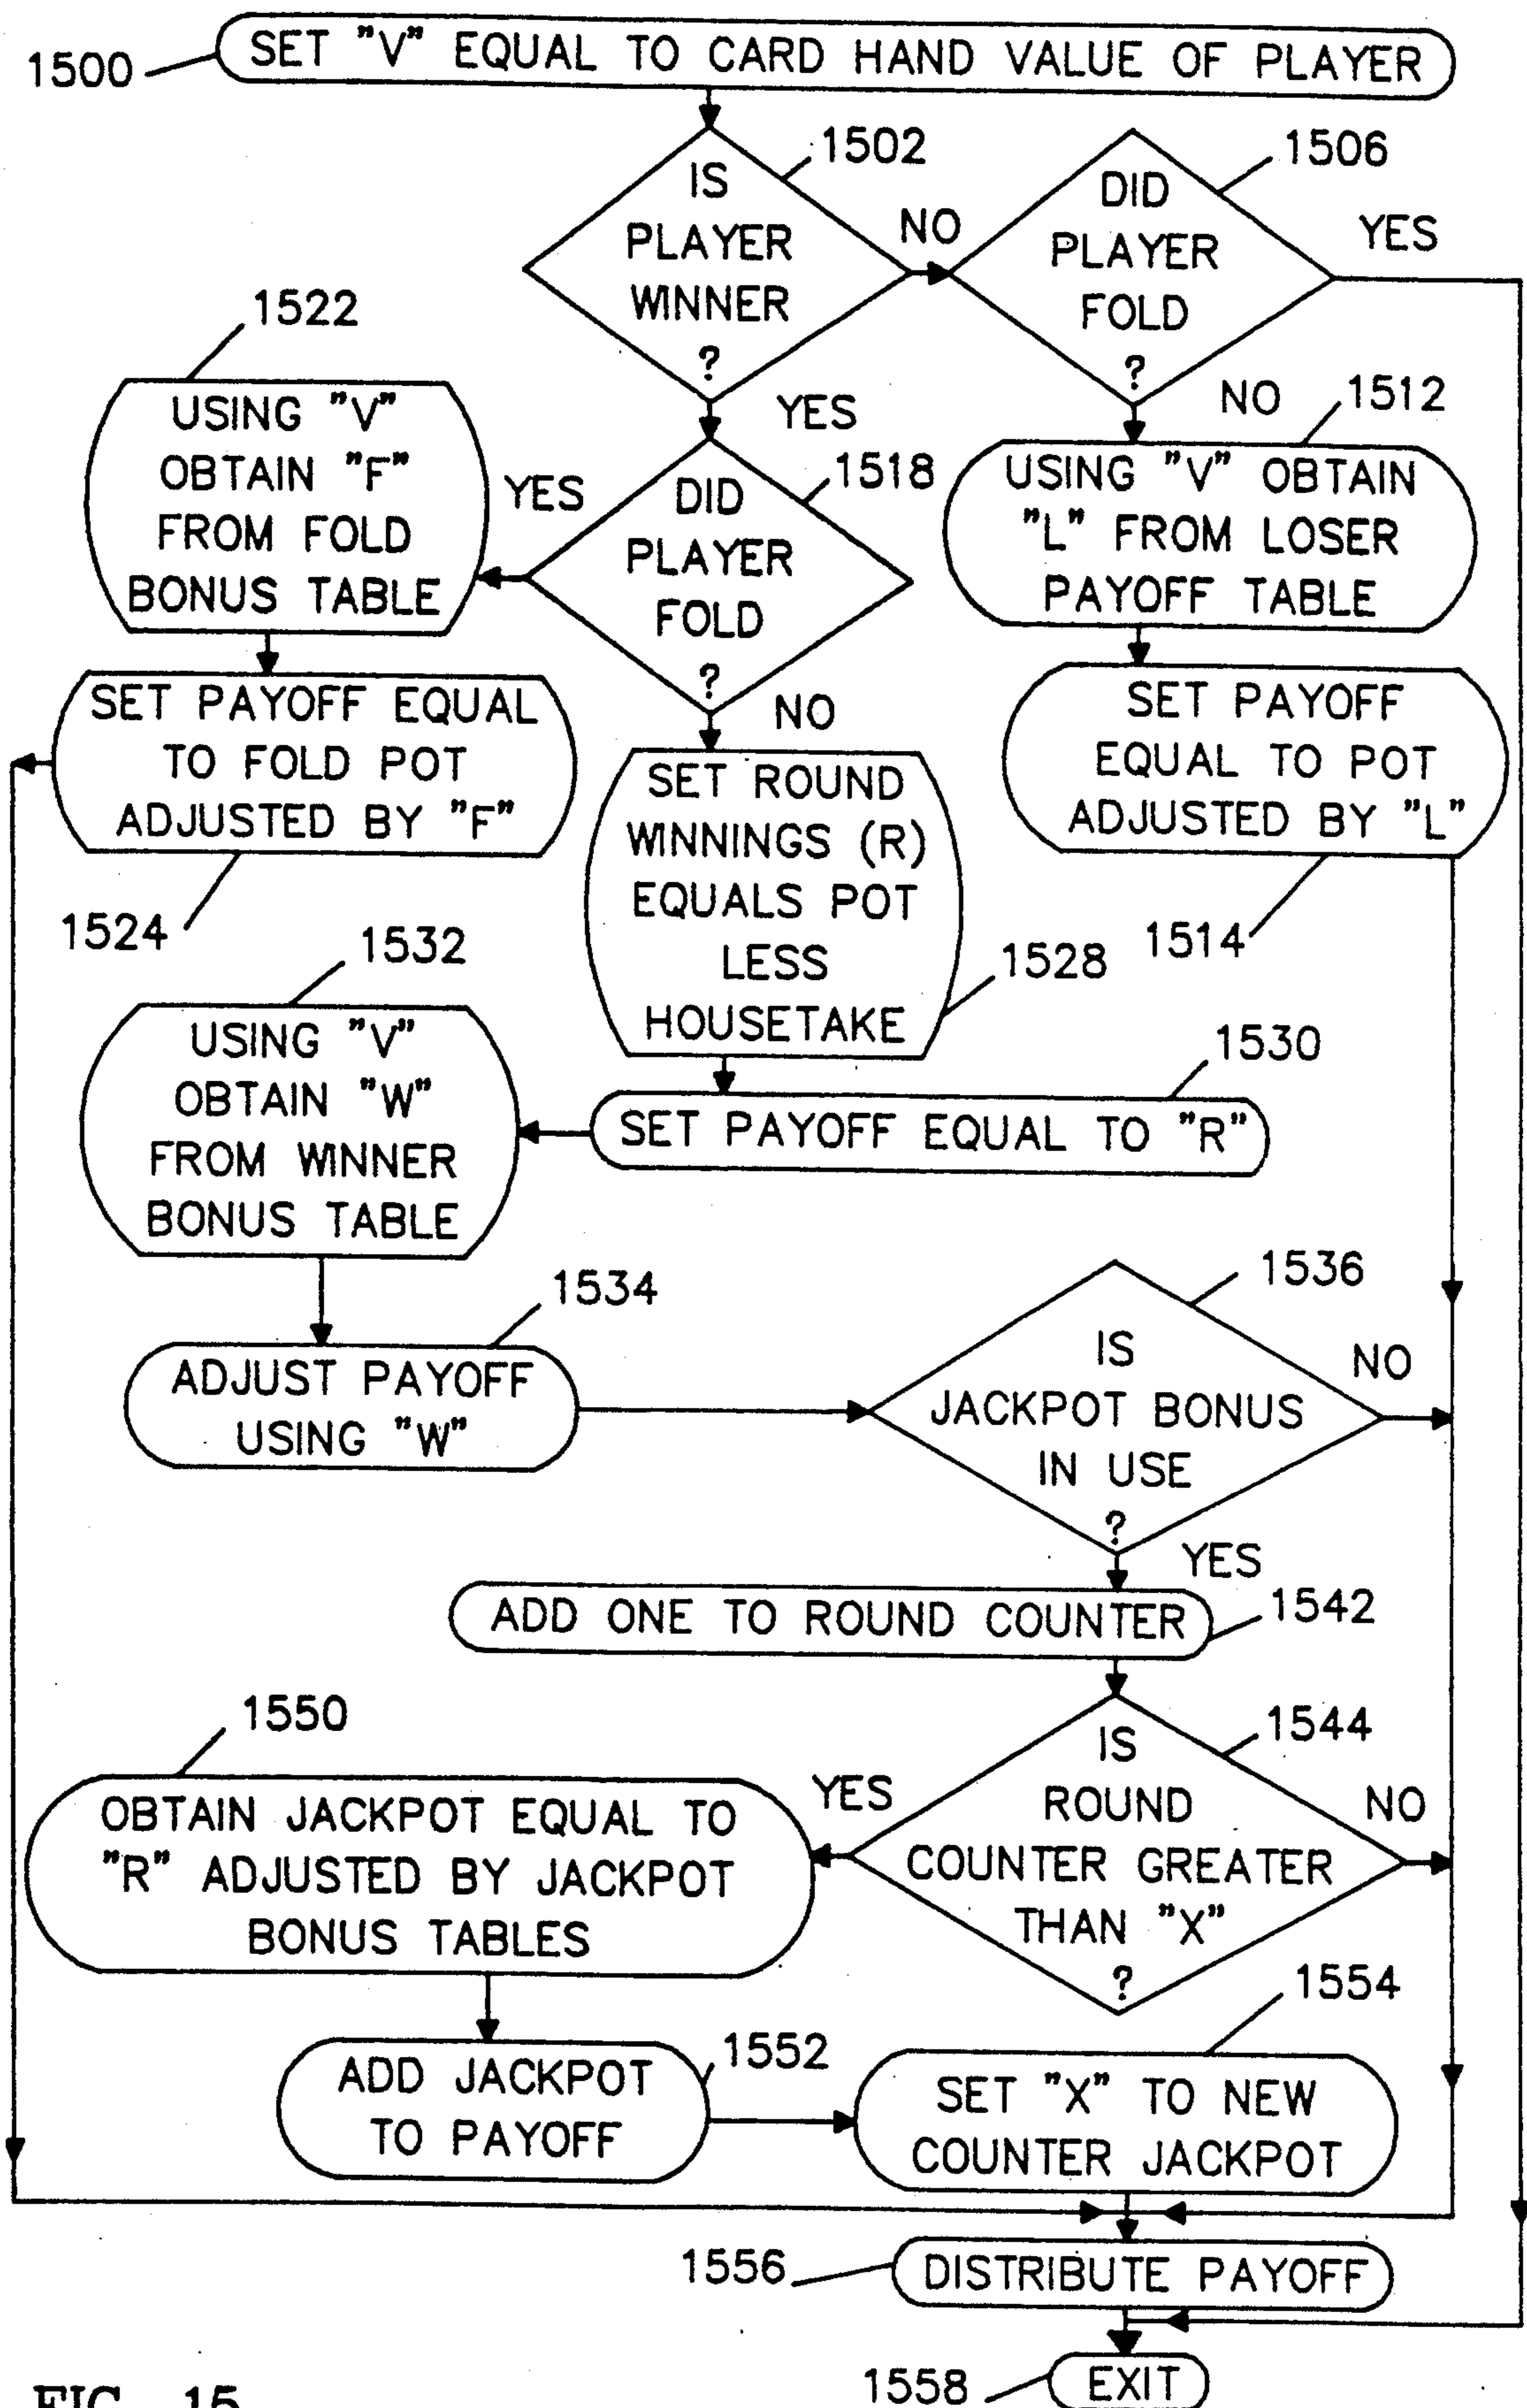 SET "V" EQUAL TO CARD HAND VALUE OF PLAYER
1500
1502
IS
PLAYER
WINNER
?
NO
1506
DID
PLAYER
FOLD
?
YES
1522
USING "V"
OBTAIN "F"
FROM FOLD
BONUS TABLE
YES
YES
1518
DID
PLAYER
FOLD
?
NO
1512
USING "V" OBTAIN
"L" FROM LOSER
PAYOFF TABLE
SET PAYOFF EQUAL
TO FOLD POT
ADJUSTED BY "F"
1524
NO
SET ROUND
WINNINGS (R)
EQUALS POT
LESS
HOUSETAKE
1528
SET PAYOFF
EQUAL TO POT
ADJUSTED BY "L"
1514
1532
USING "V"
OBTAIN "W"
FROM WINNER
BONUS TABLE
1530
SET PAYOFF EQUAL TO "R"
1534
ADJUST PAYOFF
USING "W"
1536
IS
JACKPOT BONUS
IN USE
?
NO
YES
ADD ONE TO ROUND COUNTER
1542
1550
OBTAIN JACKPOT EQUAL TO
"R" ADJUSTED BY JACKPOT
BONUS TABLES
YES
1544
IS
ROUND
COUNTER GREATER
THAN "X"
?
NO
1552
ADD JACKPOT
TO PAYOFF
1554
SET "X" TO NEW
COUNTER JACKPOT
1556
DISTRIBUTE PAYOFF
1558
EXIT
FIG. 15